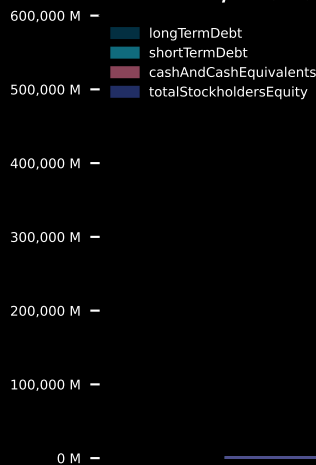 600,000 M
longTermDebt
shortTermDebt
cashAndCashEquivalents
totalStockholdersEquity
500,000 M
400,000 M
300,000 M
200,000 M
100,000 M
0 M